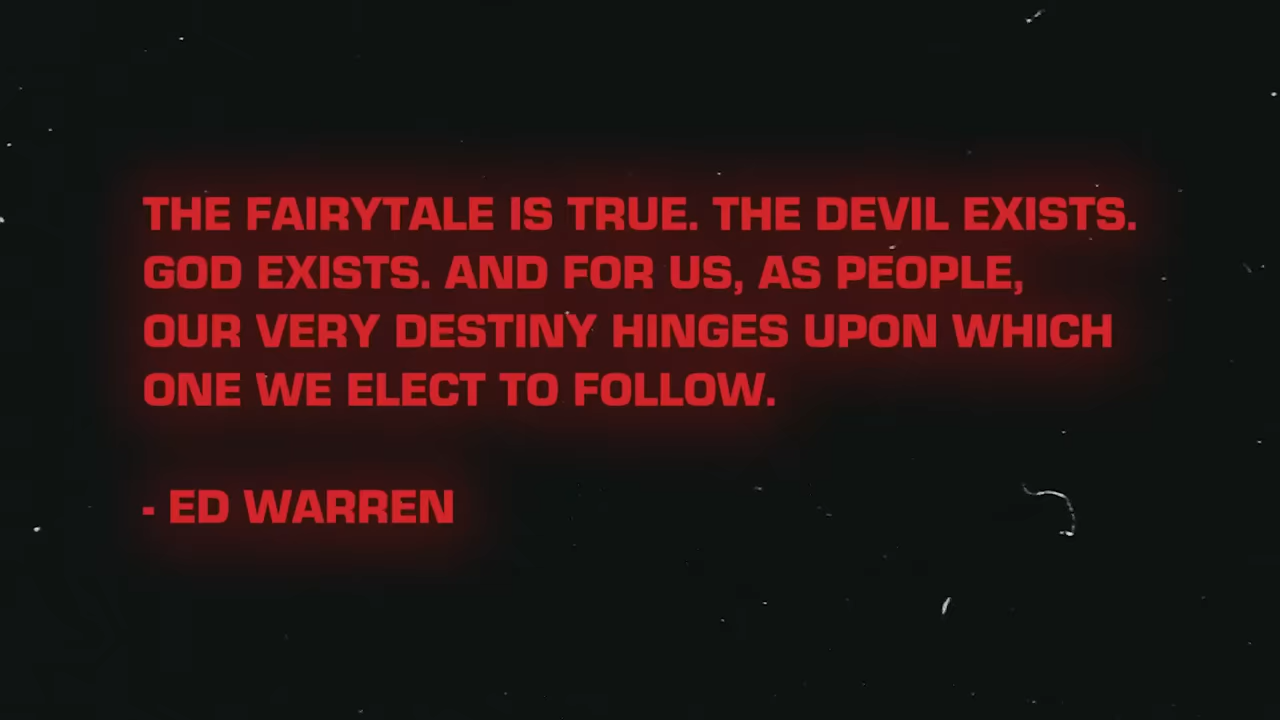 THE FAIRYTALE IS TRUE. THE DEVIL EXISTS.
GOD EXISTS. AND FOR US, AS PEOPLE,
OUR VERY DESTINY HINGES UPON WHICH
ONE WE ELECT TO FOLLOW.
- ED WARREN